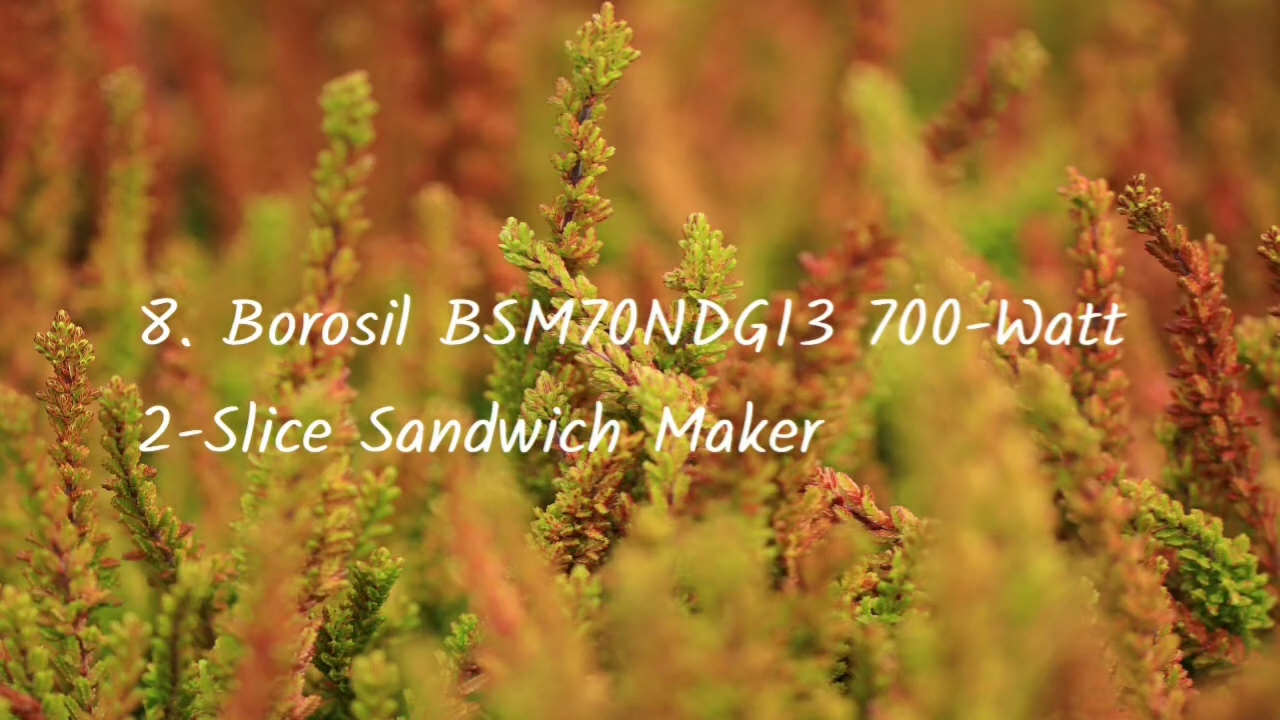 8. Borosil BSM70NDG13 700-Watt
2-Slice Sandwich Maker